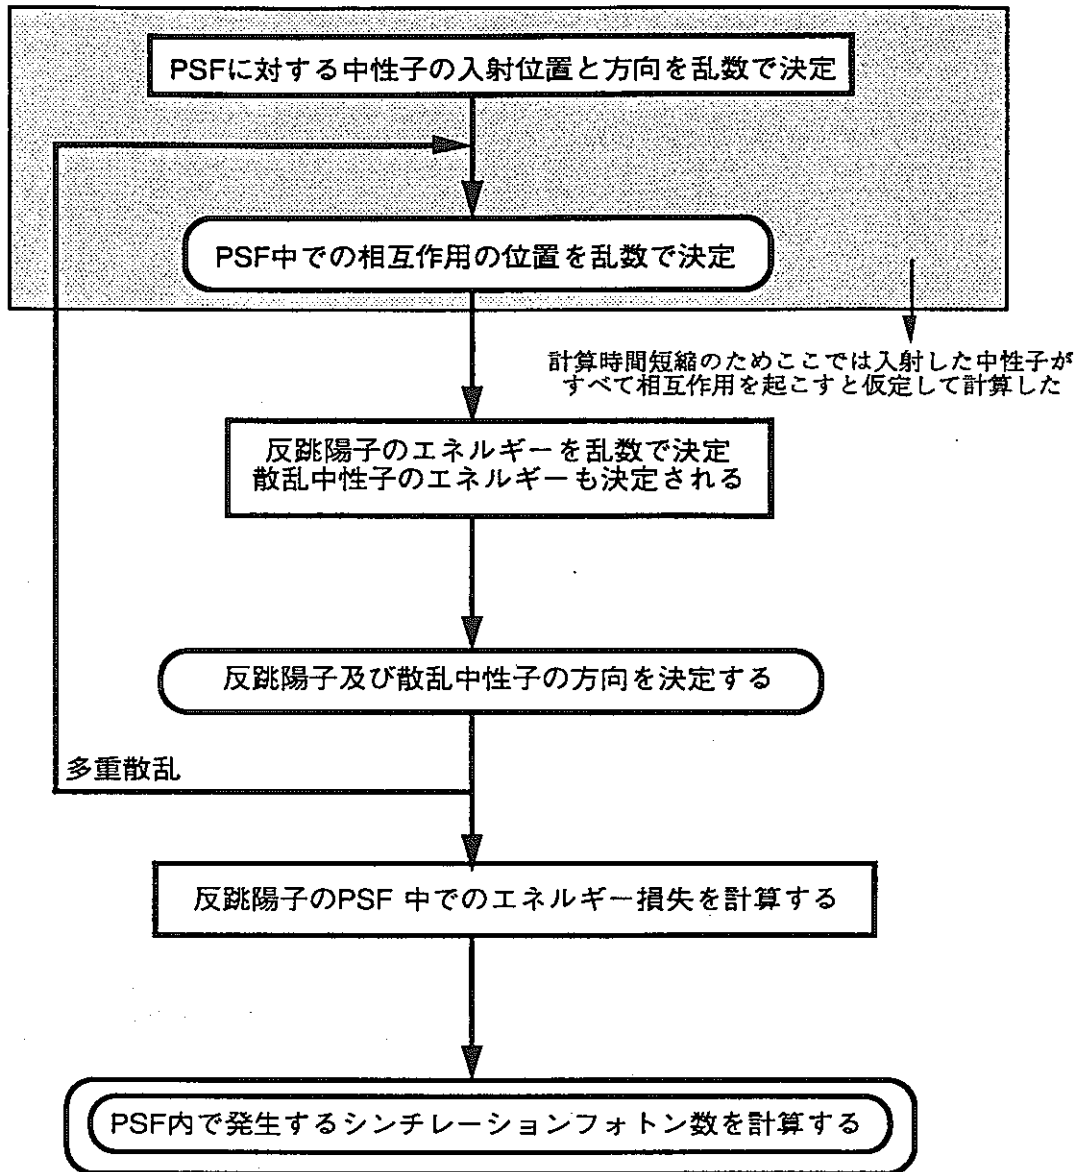 PSFに対する中性子の入射位置と方向を乱数で決定
PSF中での相互作用の位置を乱数で決定
計算時間短縮のためここでは入射した中性子が
すべて相互作用を起こすと仮定して計算した
反跳陽子のエネルギーを乱数で決定
散乱中性子のエネルギーも決定される
反跳陽子及び散乱中性子の方向を決定する
多重散乱
反跳陽子のPSF 中でのエネルギー損失を計算する
PSF内で発生するシンチレーションフォトン数を計算する